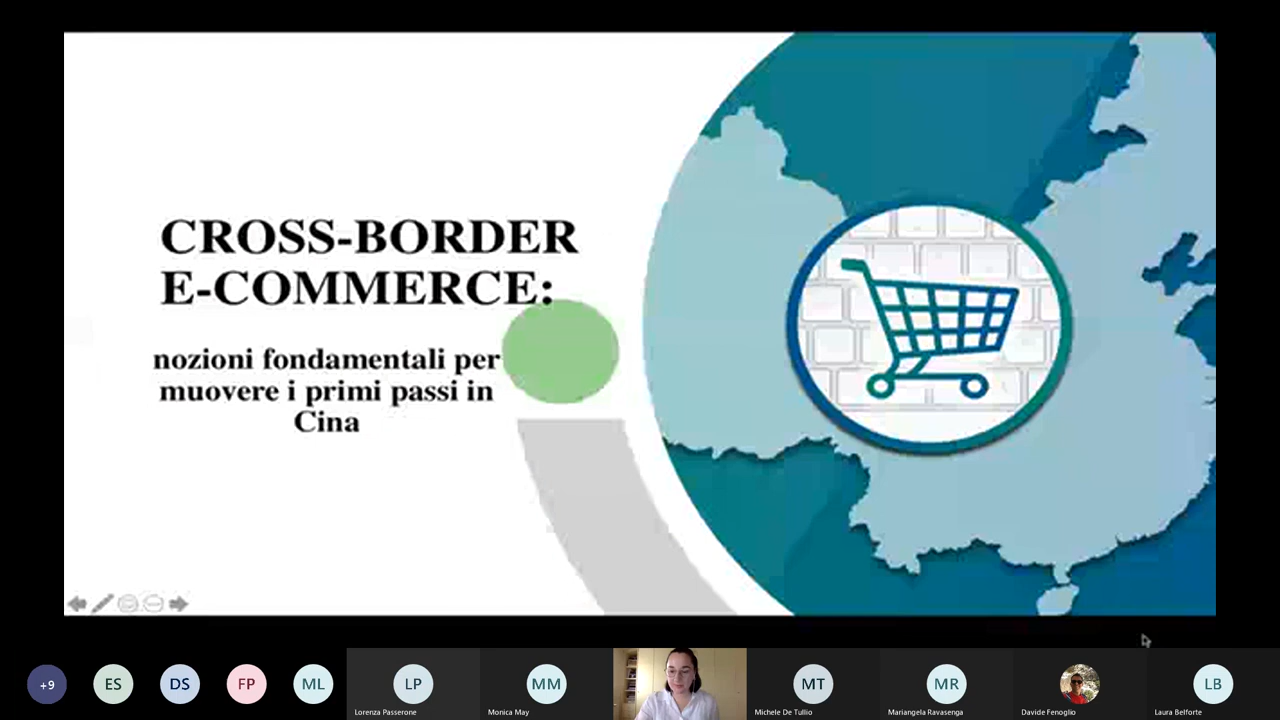 CROSS-BORDER
E-COMMERCE:
nozioni fondamentali per
muovere i primi passi in
Cina
+9
ES
DS
FP
ML
LP
Lorenza Passerone
MM
Monica May
MT
Michele De Tullio
MR
Mariangela Ravasenga
Davide Fenoglio
LB
Laura Belforte